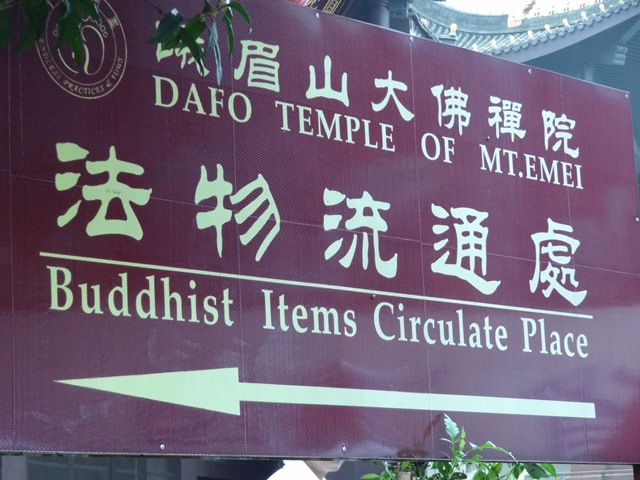 峨眉山大佛禪院
DAFO TEMPLE OF MT.EMEI
法物流通處
Buddhist Items Circulate Place